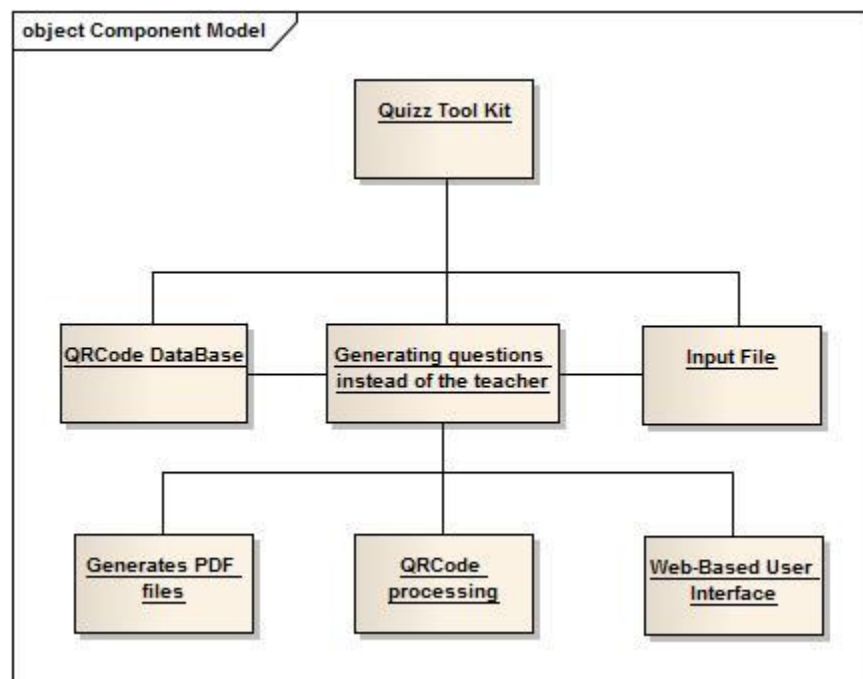 object Component Model
Quizz Tool Kit
QRCode DataBase
Generating questions
instead of the teacher
Input File
Generates PDF
files
QRCode
processing
Web-Based User
Interface